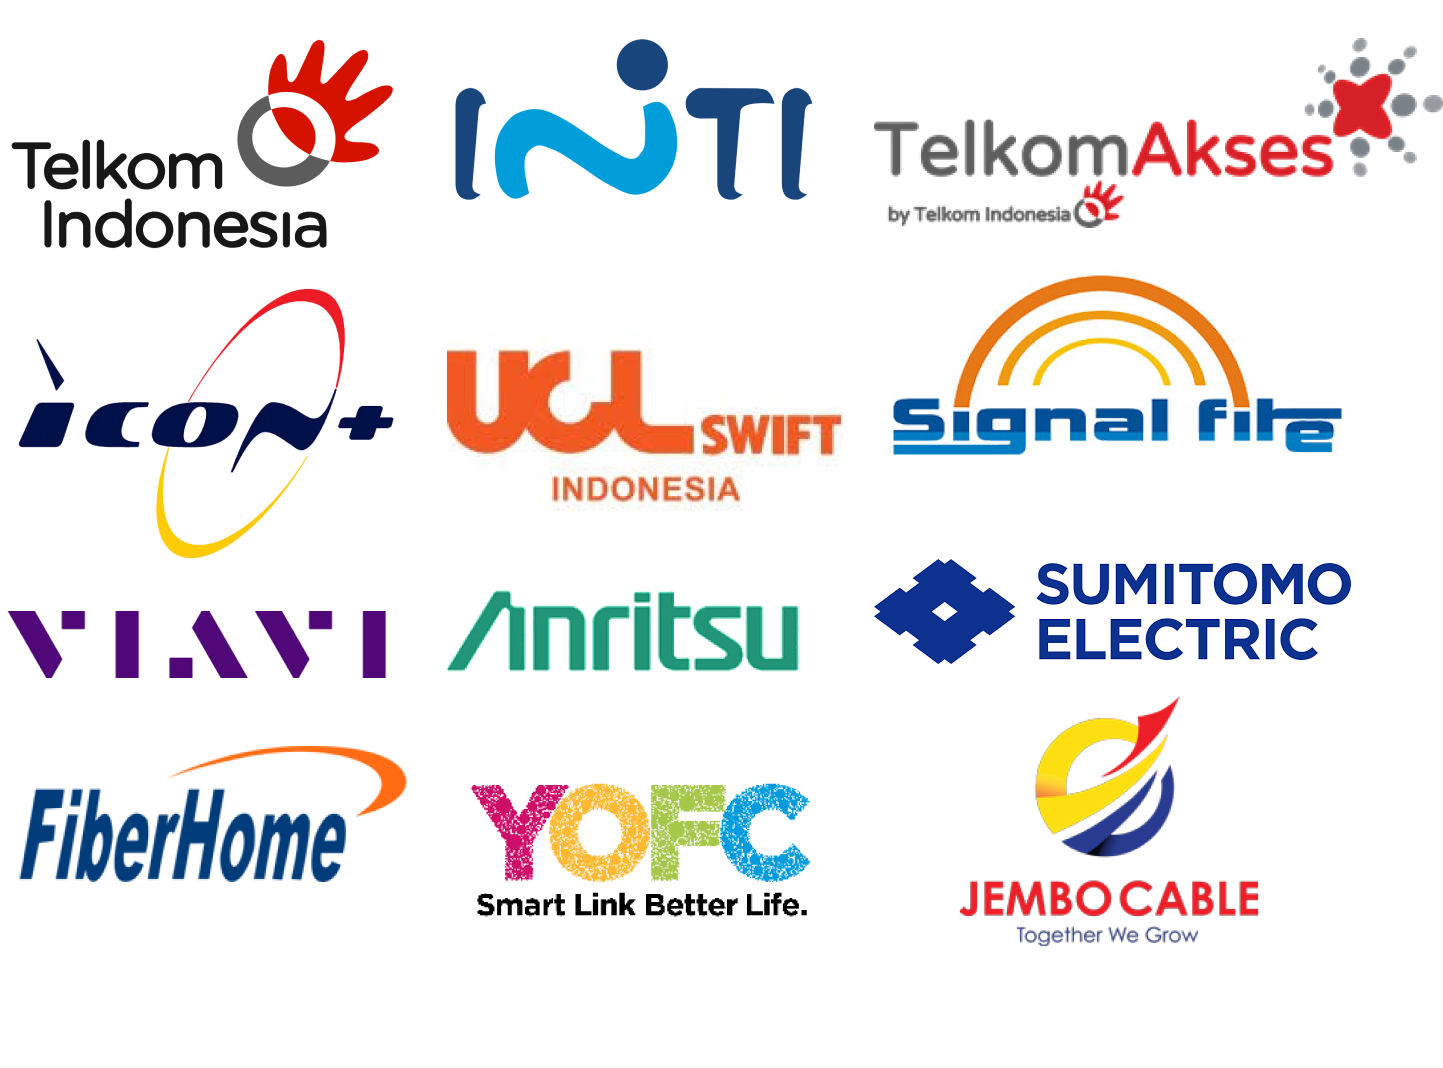 Telkom
Indonesia
INTI
TelkomAkses
by Telkom Indonesia
icon+
UCL SWIFT
INDONESIA
Signal fire
VIAVI
Anritsu
SUMITOMO
ELECTRIC
FiberHome
YOFC
Smart Link Better Life.
JEMBO CABLE
Together We Grow